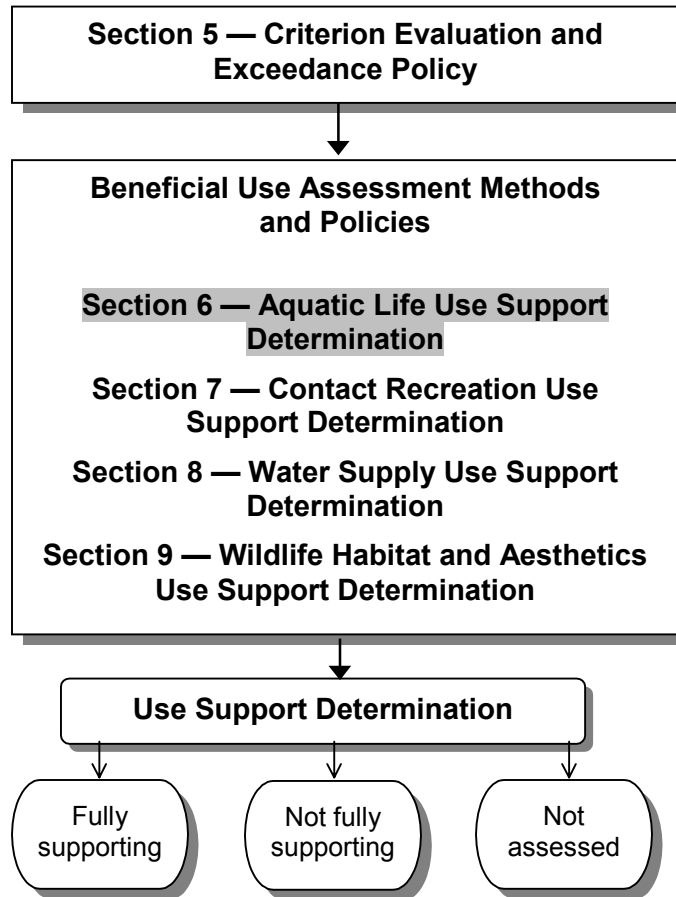 Section 5 — Criterion Evaluation and
Exceedance Policy
Beneficial Use Assessment Methods
and Policies
Section 6 — Aquatic Life Use Support
Determination
Section 7 — Contact Recreation Use
Support Determination
Section 8 — Water Supply Use Support
Determination
Section 9 — Wildlife Habitat and Aesthetics
Use Support Determination
Use Support Determination
Fully
supporting
Not fully
supporting
Not
assessed